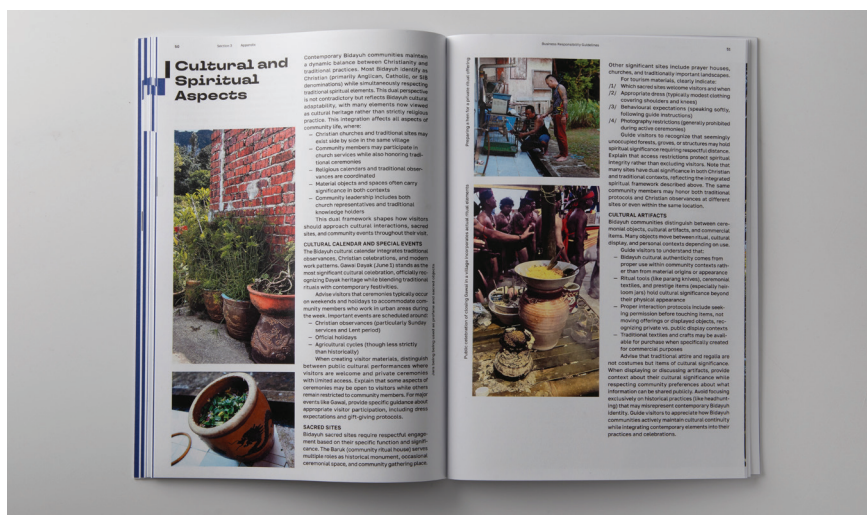 50
Section 3
Appendix
Cultural and
Spiritual
Aspects
Contemporary Bidayuh communities maintain
a dynamic balance between Christianity and
traditional practices. Most Bidayuh identify as
Christian (primarily Anglican, Catholic, or SIB
denominations) while simultaneously respecting
traditional spiritual elements. This dual perspective
is not contradictory but reflects Bidayuh cultural
adaptability, with many elements now viewed
as cultural heritage rather than strictly religious
practice. This integration affects all aspects of
community life, where:
— Christian churches and traditional sites may
exist side by side in the same village
— Community members may participate in
church services while also honoring tradi-
tional ceremonies
— Religious calendars and traditional obser-
vances are coordinated
— Material objects and spaces often carry
significance in both contexts
— Community leadership includes both
church representatives and traditional
knowledge holders
This dual framework shapes how visitors
should approach cultural interactions, sacred
sites, and community events throughout their visit.
CULTURAL CALENDAR AND SPECIAL EVENTS
The Bidayuh cultural calendar integrates traditional
observances, Christian celebrations, and modern
work patterns. Gawai Dayak (June 1) stands as the
most significant cultural celebration, officially rec-
ognizing Dayak heritage while blending traditional
rituals with contemporary festivities.
Advise visitors that ceremonies typically occur
on weekends and holidays to accommodate com-
munity members who work in urban areas during
the week. Important events are scheduled around:
— Christian observances (particularly Sunday
services and Lent period)
— Official holidays
— Agricultural cycles (though less strictly
than historically)
When creating visitor materials, distinguish
between public cultural performances where
visitors are welcome and private ceremonies
with limited access. Explain that some aspects of
ceremonies may be open to visitors while others
remain restricted to community members. For major
events like Gawai, provide specific guidance about
appropriate visitor participation, including dress
expectations and gift-giving protocols.
SACRED SITES
Bidayuh sacred sites require respectful engage-
ment based on their specific function and signifi-
cance. The Baruk (community ritual house) serves
multiple roles as historical monument, occasional
ceremonial space, and community gathering place.
Business Responsibility Guidelines
51
Preparing a hen for a private ritual offering
Public celebration of closing Gawai in a village incorporates actual ritual elements
Other significant sites include prayer houses,
churches, and traditionally important landscapes.
For tourism materials, clearly indicate:
/1/ Which sacred sites welcome visitors and when
/2/ Appropriate dress (typically modest clothing
covering shoulders and knees)
/3/ Behavioural expectations (speaking softly,
following guide instructions)
/4/ Photography restrictions (generally prohibited
during active ceremonies)
Guide visitors to recognize that seemingly
unoccupied forests, groves, or structures may hold
spiritual significance requiring respectful distance.
Explain that access restrictions protect spiritual
integrity rather than excluding visitors. Note that
many sites have dual significance in both Christian
and traditional contexts, reflecting the integrated
spiritual framework described above. The same
community members may honor both traditional
protocols and Christian observances at different
sites or even within the same location.
CULTURAL ARTIFACTS
Bidayuh communities distinguish between cere-
monial objects, cultural artifacts, and commercial
items. Many objects move between ritual, cultural
display, and personal contexts depending on use.
Guide visitors to understand that:
— Bidayuh cultural authenticity comes from
proper use within community contexts rath-
er than from material origins or appearance
— Ritual tools (like parang knives), ceremonial
textiles, and prestige items (especially heir-
loom jars) hold cultural significance beyond
their physical appearance
— Proper interaction protocols include seek-
ing permission before touching items, not
moving offerings or displayed objects, rec-
ognizing private vs. public display contexts
— Traditional textiles and crafts may be avail-
able for purchase when specifically created
for commercial purposes
Advise that traditional attire and regalia are
not costumes but items of cultural significance.
When displaying or discussing artifacts, provide
context about their cultural significance while
respecting community preferences about what
information can be shared publicly. Avoid focusing
exclusively on historical practices (like headhunt-
ing) that may misrepresent contemporary Bidayuh
identity. Guide visitors to appreciate how Bidayuh
communities actively maintain cultural continuity
while integrating contemporary elements into their
practices and celebrations.